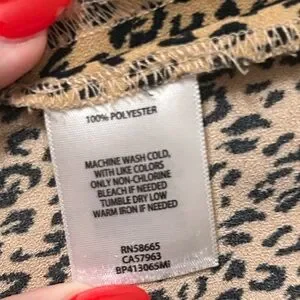 100% POLYESTER
MACHINE WASH COLD,
WITH LIKE COLORS
ONLY NON-CHLORINE
BLEACH IF NEEDED
TUMBLE DRY LOW
WARM IRON IF NEEDED
RN58665
CA57963
BP41306SMI